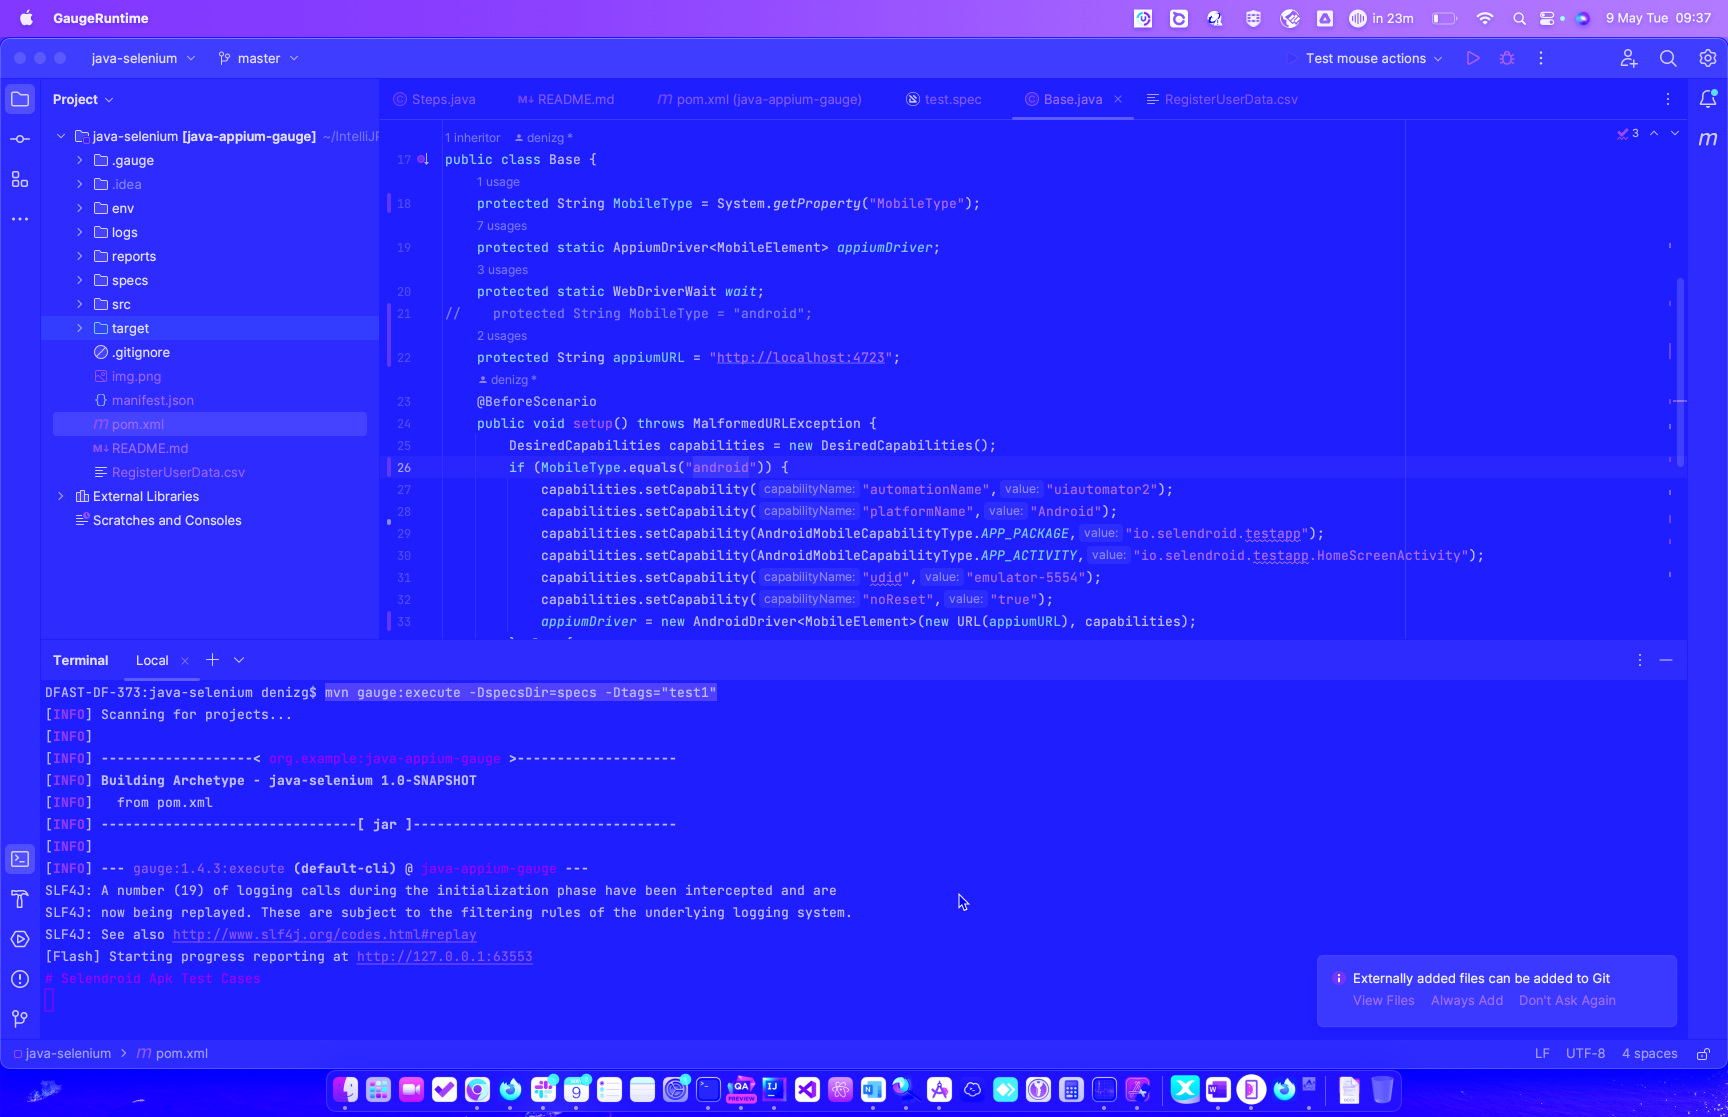 GaugeRuntime
in 23m
9 May Tue 09:37
java-selenium
master
Test mouse actions
Project
Steps.java
M↓ README.md
m pom.xml (java-appium-gauge)
test.spec
Base.java
RegisterUserData.csv
java-selenium [java-appium-gauge] ~/IntelliJF
.gauge
.idea
env
logs
reports
specs
src
target
.gitignore
img.png
manifest.json
m pom.xml
M↓ README.md
RegisterUserData.csv
External Libraries
Scratches and Consoles
3
1 inheritor denizg *
17 public class Base {
1 usage
18 protected String MobileType = System.getProperty("MobileType");
7 usages
19 protected static AppiumDriver<MobileElement> appiumDriver;
3 usages
20 protected static WebDriverWait wait;
21 // protected String MobileType = "android";
2 usages
22 protected String appiumURL = "http://localhost:4723";
denizg *
23 @BeforeScenario
24 public void setup() throws MalformedURLException {
25 DesiredCapabilities capabilities = new DesiredCapabilities();
26 if (MobileType.equals("android")) {
27 capabilities.setCapability( capabilityName: "automationName", value: "uiautomator2");
28 capabilities.setCapability( capabilityName: "platformName", value: "Android");
29 capabilities.setCapability(AndroidMobileCapabilityType.APP_PACKAGE, value: "io.selendroid.testapp");
30 capabilities.setCapability(AndroidMobileCapabilityType.APP_ACTIVITY, value: "io.selendroid.testapp.HomeScreenActivity");
31 capabilities.setCapability( capabilityName: "udid", value: "emulator-5554");
32 capabilities.setCapability( capabilityName: "noReset", value: "true");
33 appiumDriver = new AndroidDriver<MobileElement>(new URL(appiumURL), capabilities);
Terminal Local
DFAST-DF-373:java-selenium denizg$ mvn gauge:execute -DspecsDir=specs -Dtags="test1"
[INFO] Scanning for projects...
[INFO]
[INFO] -------------------< org.example:java-appium-gauge >--------------------
[INFO] Building Archetype - java-selenium 1.0-SNAPSHOT
[INFO]   from pom.xml
[INFO] --------------------------------[ jar ]---------------------------------
[INFO]
[INFO] --- gauge:1.4.3:execute (default-cli) @ java-appium-gauge ---
SLF4J: A number (19) of logging calls during the initialization phase have been intercepted and are
SLF4J: now being replayed. These are subject to the filtering rules of the underlying logging system.
SLF4J: See also http://www.slf4j.org/codes.html#replay
[Flash] Starting progress reporting at http://127.0.0.1:63553
# Selendroid Apk Test Cases
Externally added files can be added to Git
View Files Always Add Don't Ask Again
java-selenium > m pom.xml
LF UTF-8 4 spaces
9
QA
PREVIEW
IJ